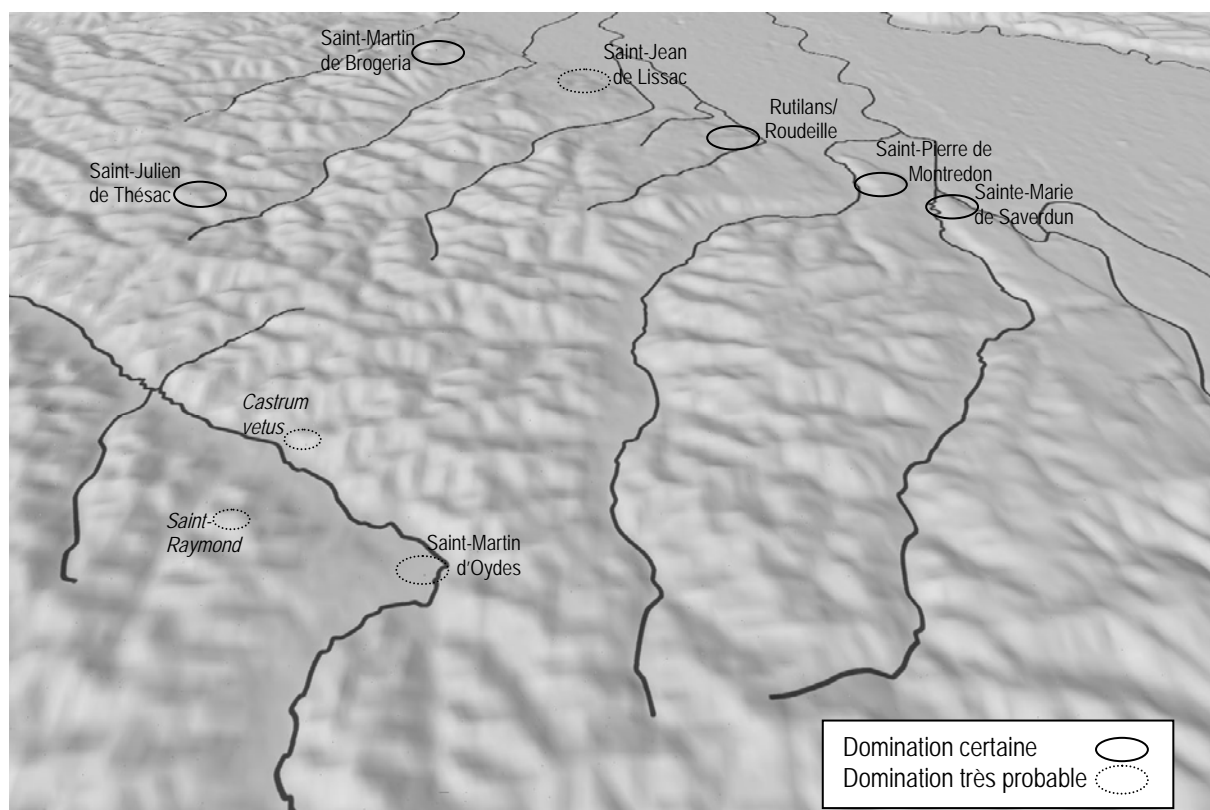 Saint-Martin
de Brogeria
Saint-Jean
de Lissac
Rutilans/
Roudeille
Saint-Pierre de
Montredon
Saint-Julien
de Thésac
Sainte-Marie
de Saverdun
Castrum
vetus
Saint-
Raymond
Saint-Martin
d'Oydes
Domination certaine
Domination très probable